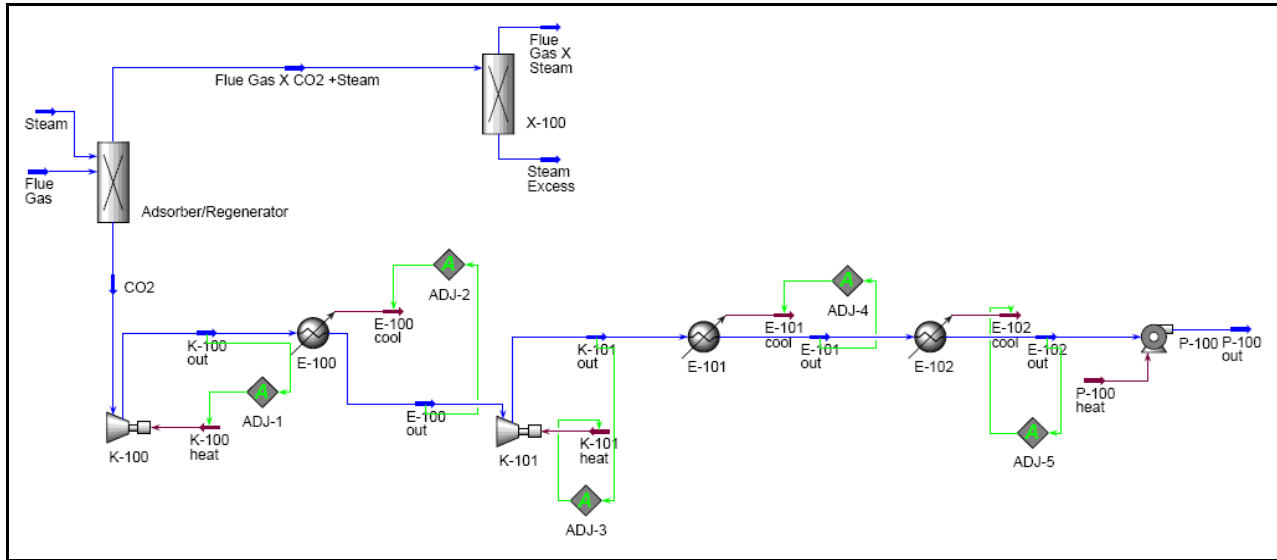 Flue
Gas X
Steam
Flue Gas X CO2 +Steam
X-100
Steam
Flue
Gas
Steam
Excess
Adsorber/Regenerator
CO2
A
ADJ-2
A
ADJ-4
K-100
out
E-100
cool
E-100
K-101
out
E-101
cool
E-101
E-101
out
E-102
cool
E-102
E-102
out
P-100
P-100
out
P-100
heat
A
ADJ-1
E-100
out
K-100
K-100
heat
K-101
K-101
heat
A
ADJ-5
A
ADJ-3